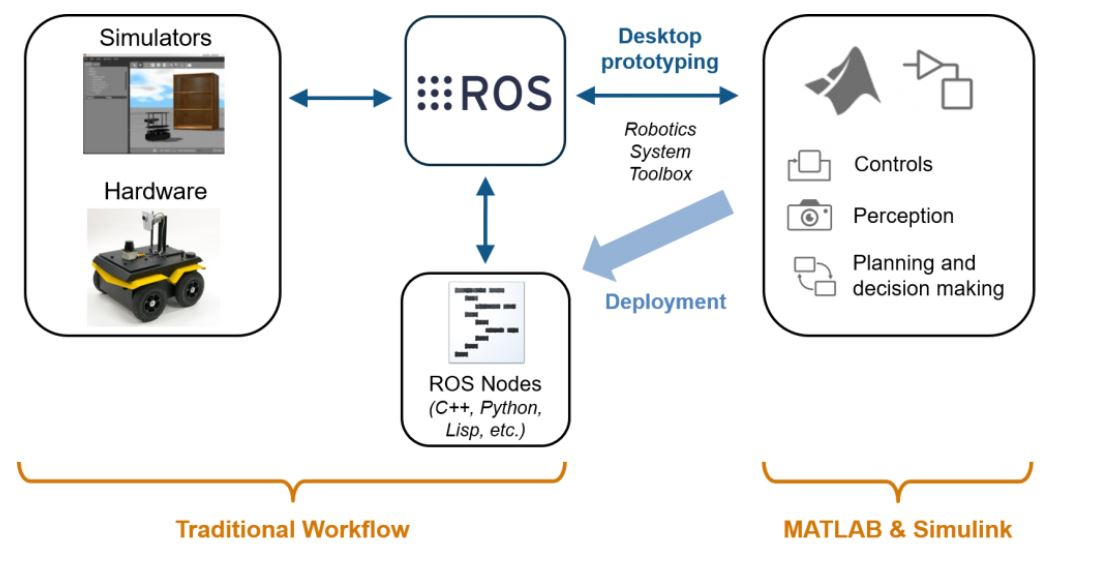 Simulators
Hardware
ROS
ROS Nodes
(C++, Python,
Lisp, etc.)
Desktop
prototyping
Robotics
System
Toolbox
Deployment
Controls
Perception
Planning and
decision making
Traditional Workflow
MATLAB & Simulink